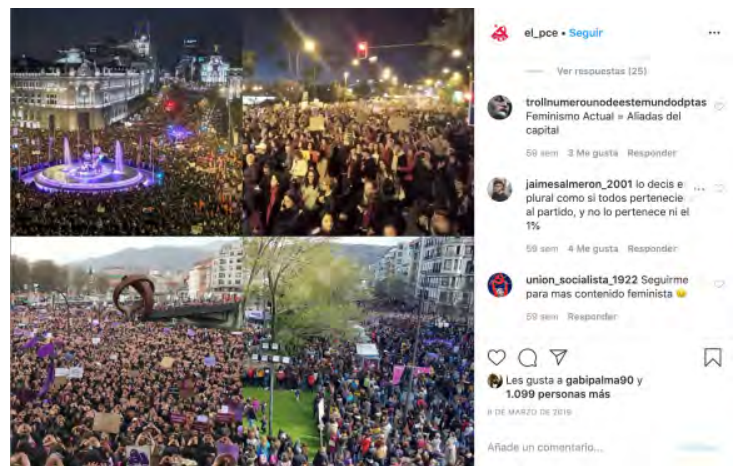 el_pce • Seguir
Ver respuestas (25)
trollnumerounodeestemundodptas
Feminismo Actual = Aliadas del
capital
59 sem 3 Me gusta Responder
jaimesalmeron_2001 lo decis e
plural como si todos pertenecie
al partido, y no lo pertenece ni el
1%
59 sem 4 Me gusta Responder
union_socialista_1922 Seguirme
para mas contenido feminista 😉
59 sem Responder
Les gusta a gabipalma90 y
1.099 personas más
9 DE MARZO DE 2019
Añade un comentario...